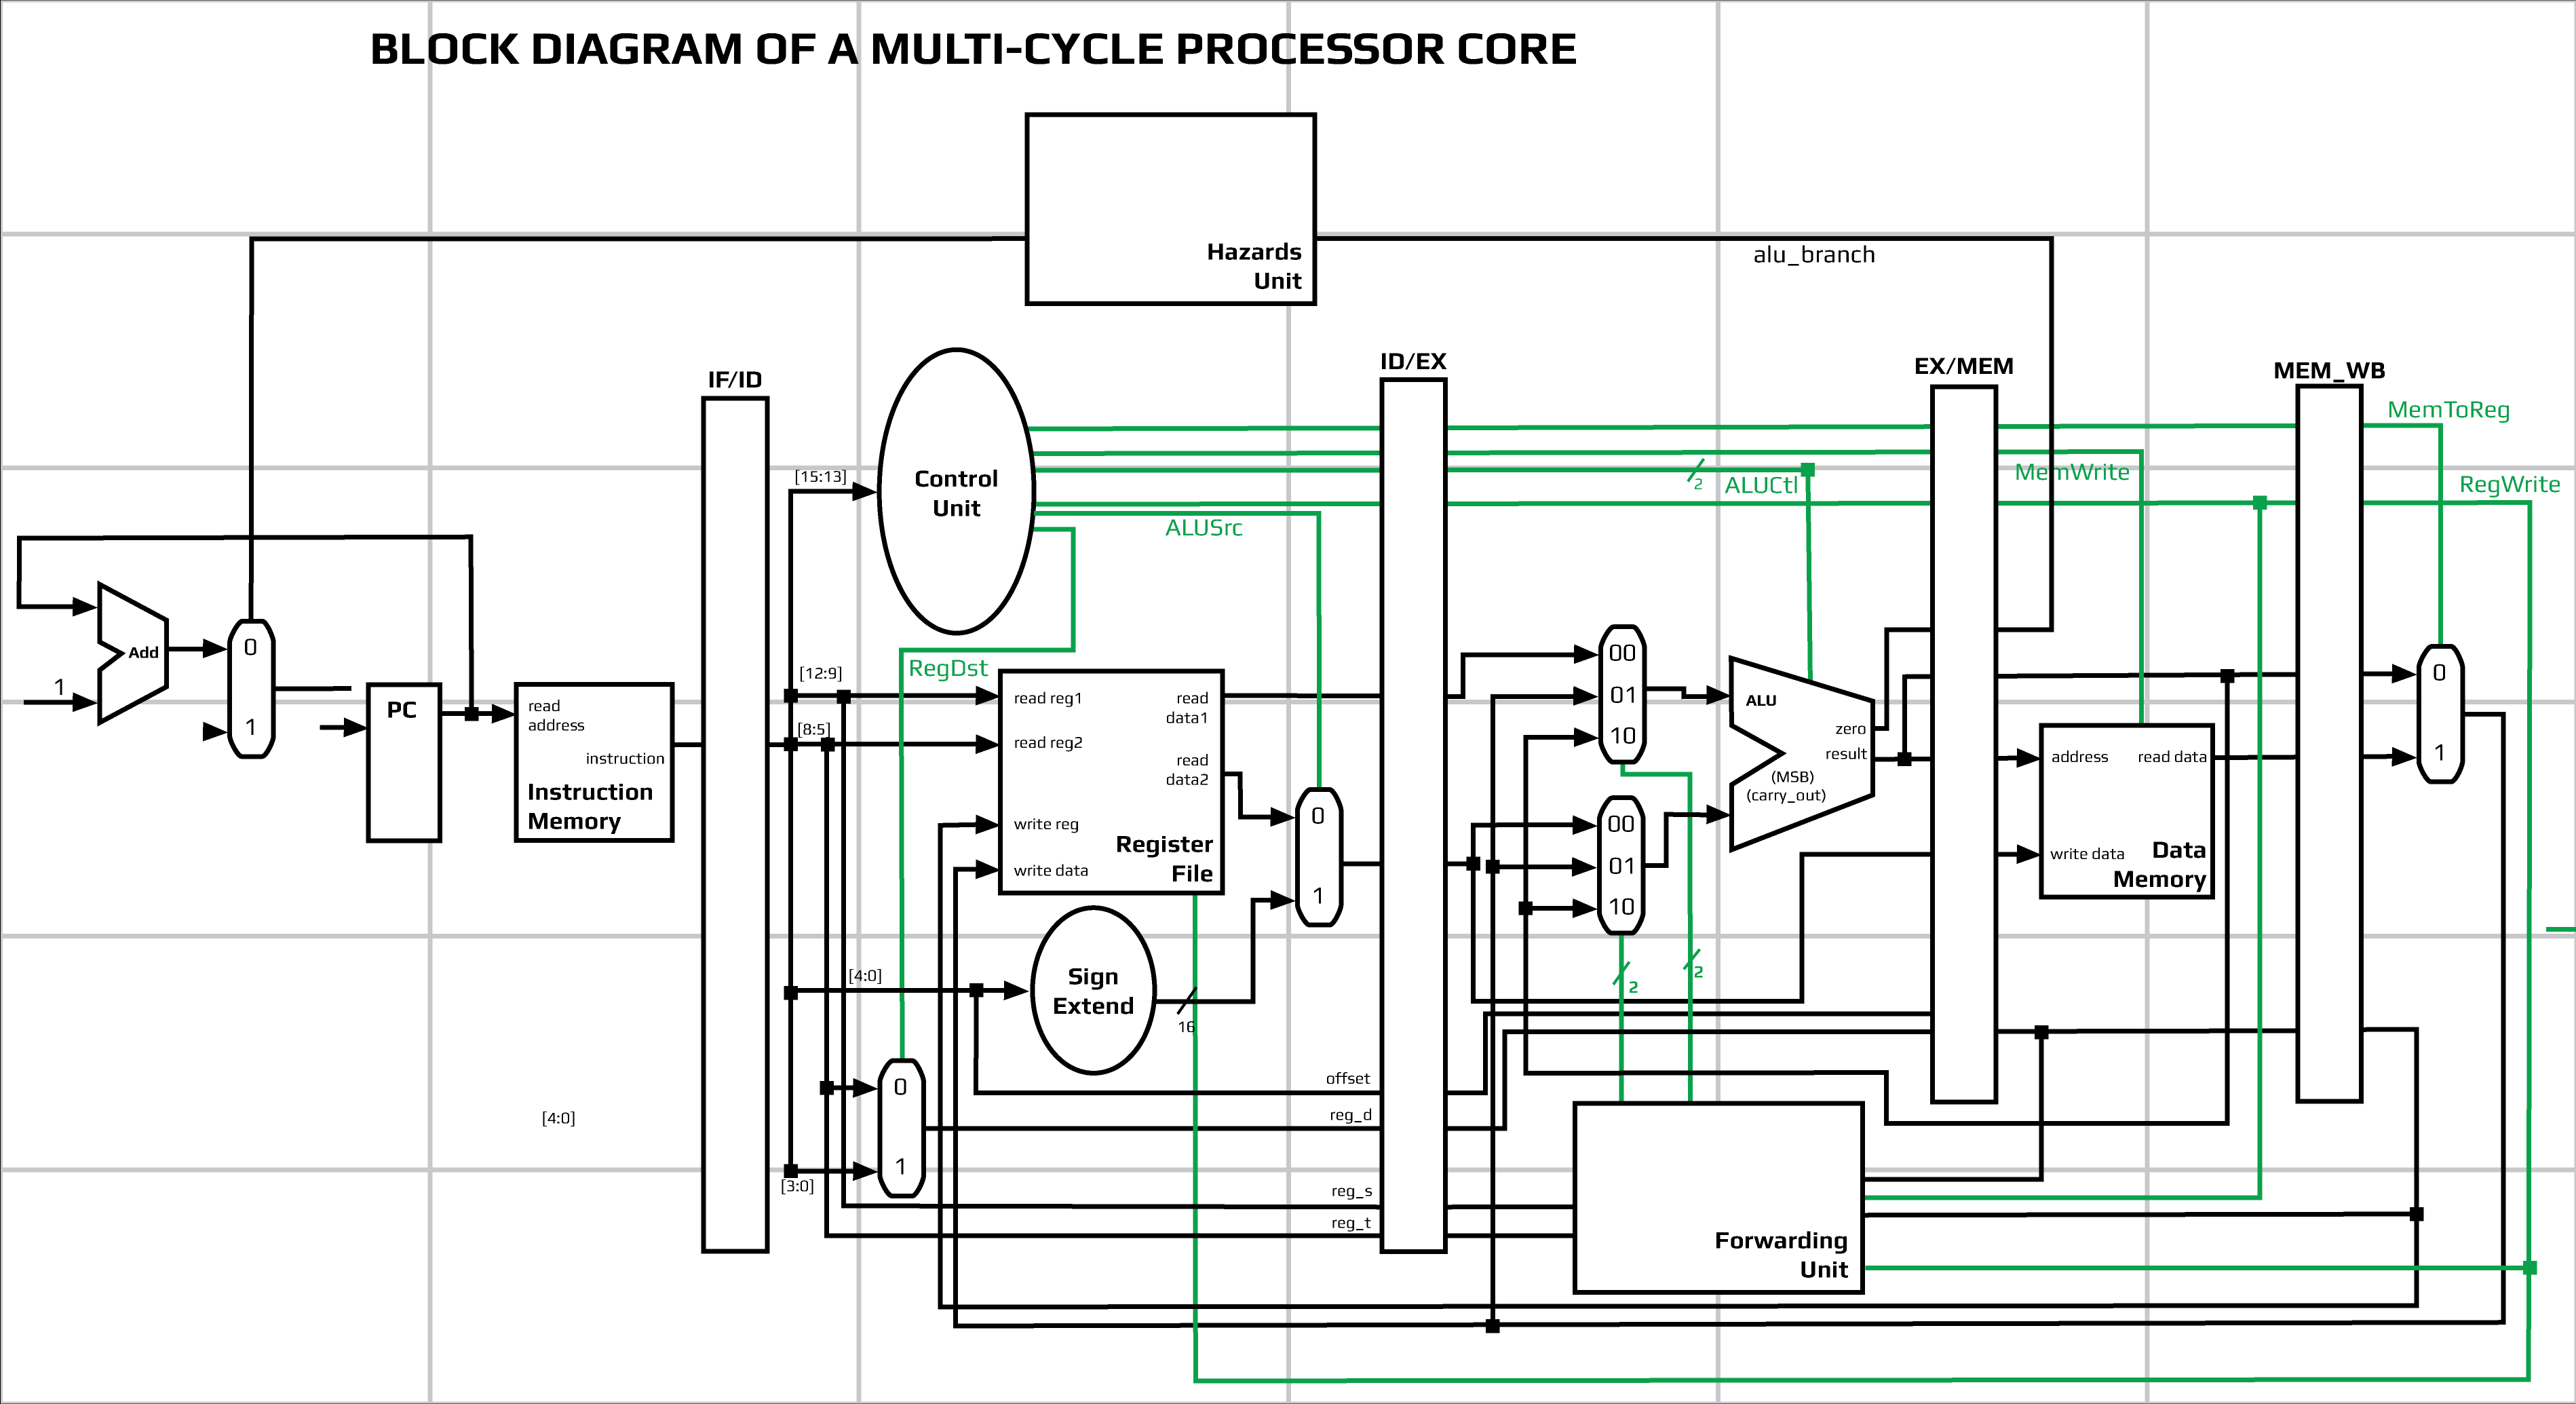 BLOCK DIAGRAM OF A MULTI-CYCLE PROCESSOR CORE
Hazards
Unit
alu_branch
IF/ID
ID/EX
EX/MEM
MEM_WB
MemToReg
MemWrite
RegWrite
2
ALUCtl
ALUSrc
RegDst
[15:13]
Control
Unit
Add
1
0
1
PC
read
address
instruction
Instruction
Memory
[12:9]
[8:5]
read reg1
read
data1
read reg2
read
data2
write reg
write data
Register
File
0
1
[4:0]
Sign
Extend
16
0
1
[3:0]
[4:0]
offset
reg_d
reg_s
reg_t
00
01
10
00
01
10
2
2
ALU
zero
result
(MSB)
(carry_out)
address
read data
write data
Data
Memory
0
1
Forwarding
Unit